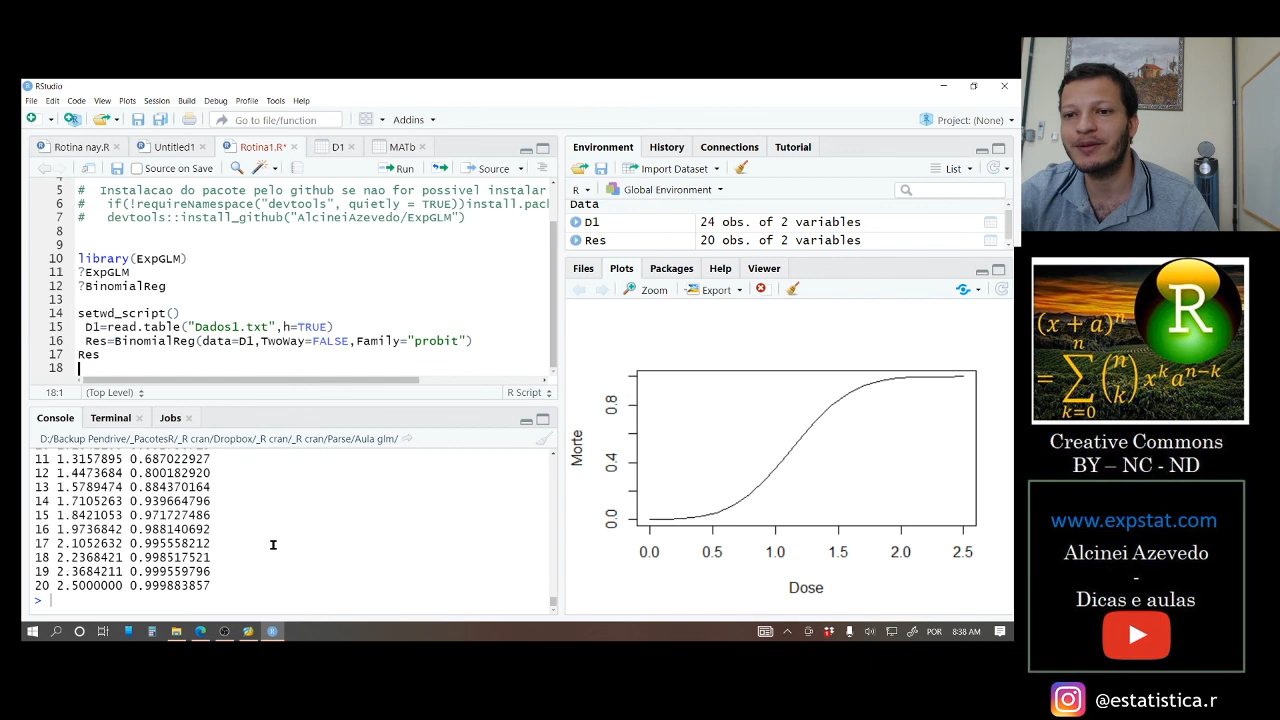 RStudio
File Edit Code View Plots Session Build Debug Profile Tools Help
Go to file/function
Addins
Project: (None)
Rotina nay.R
Untitled1
Rotina1.R*
D1
MATb
Source on Save
Run
Source
5 # Instalacao do pacote pelo github se nao for possivel instalar
6 # if(!requireNamespace("devtools", quietly = TRUE))install.pac
7 # devtools::install_github("AlcineiAzevedo/ExpGLM")
8
9
10 library(ExpGLM)
11 ?ExpGLM
12 ?BinomialReg
13
14 setwd_script()
15 D1=read.table("Dados1.txt",h=TRUE)
16 Res=BinomialReg(data=D1,TwoWay=FALSE,Family="probit")
17 Res
18
18:1 (Top Level) R Script
Console Terminal Jobs
D:/Backup Pendrive/_PacotesR/_R cran/Dropbox/_R cran/_R cran/Parse/Aula glm/
11 1.3157895 0.687022927
12 1.4473684 0.800182920
13 1.5789474 0.884370164
14 1.7105263 0.939664796
15 1.8421053 0.971727486
16 1.9736842 0.988140692
17 2.1052632 0.995558212
18 2.2368421 0.998517521
19 2.3684211 0.999559796
20 2.5000000 0.999883857
>
Environment History Connections Tutorial
Import Dataset
List
R
Global Environment
Data
D1 24 obs. of 2 variables
Res 20 obs. of 2 variables
Files Plots Packages Help Viewer
Zoom
Export
Morte
0.8
0.4
0.0
0.0 0.5 1.0 1.5 2.0 2.5
Dose
POR
8:38 AM
R
(x + a)^n
= ∑ (n k) x^k a^{n-k}
n
k=0
Creative Commons
BY – NC - ND
www.expstat.com
Alcinei Azevedo
-
Dicas e aulas
@estatistica.r